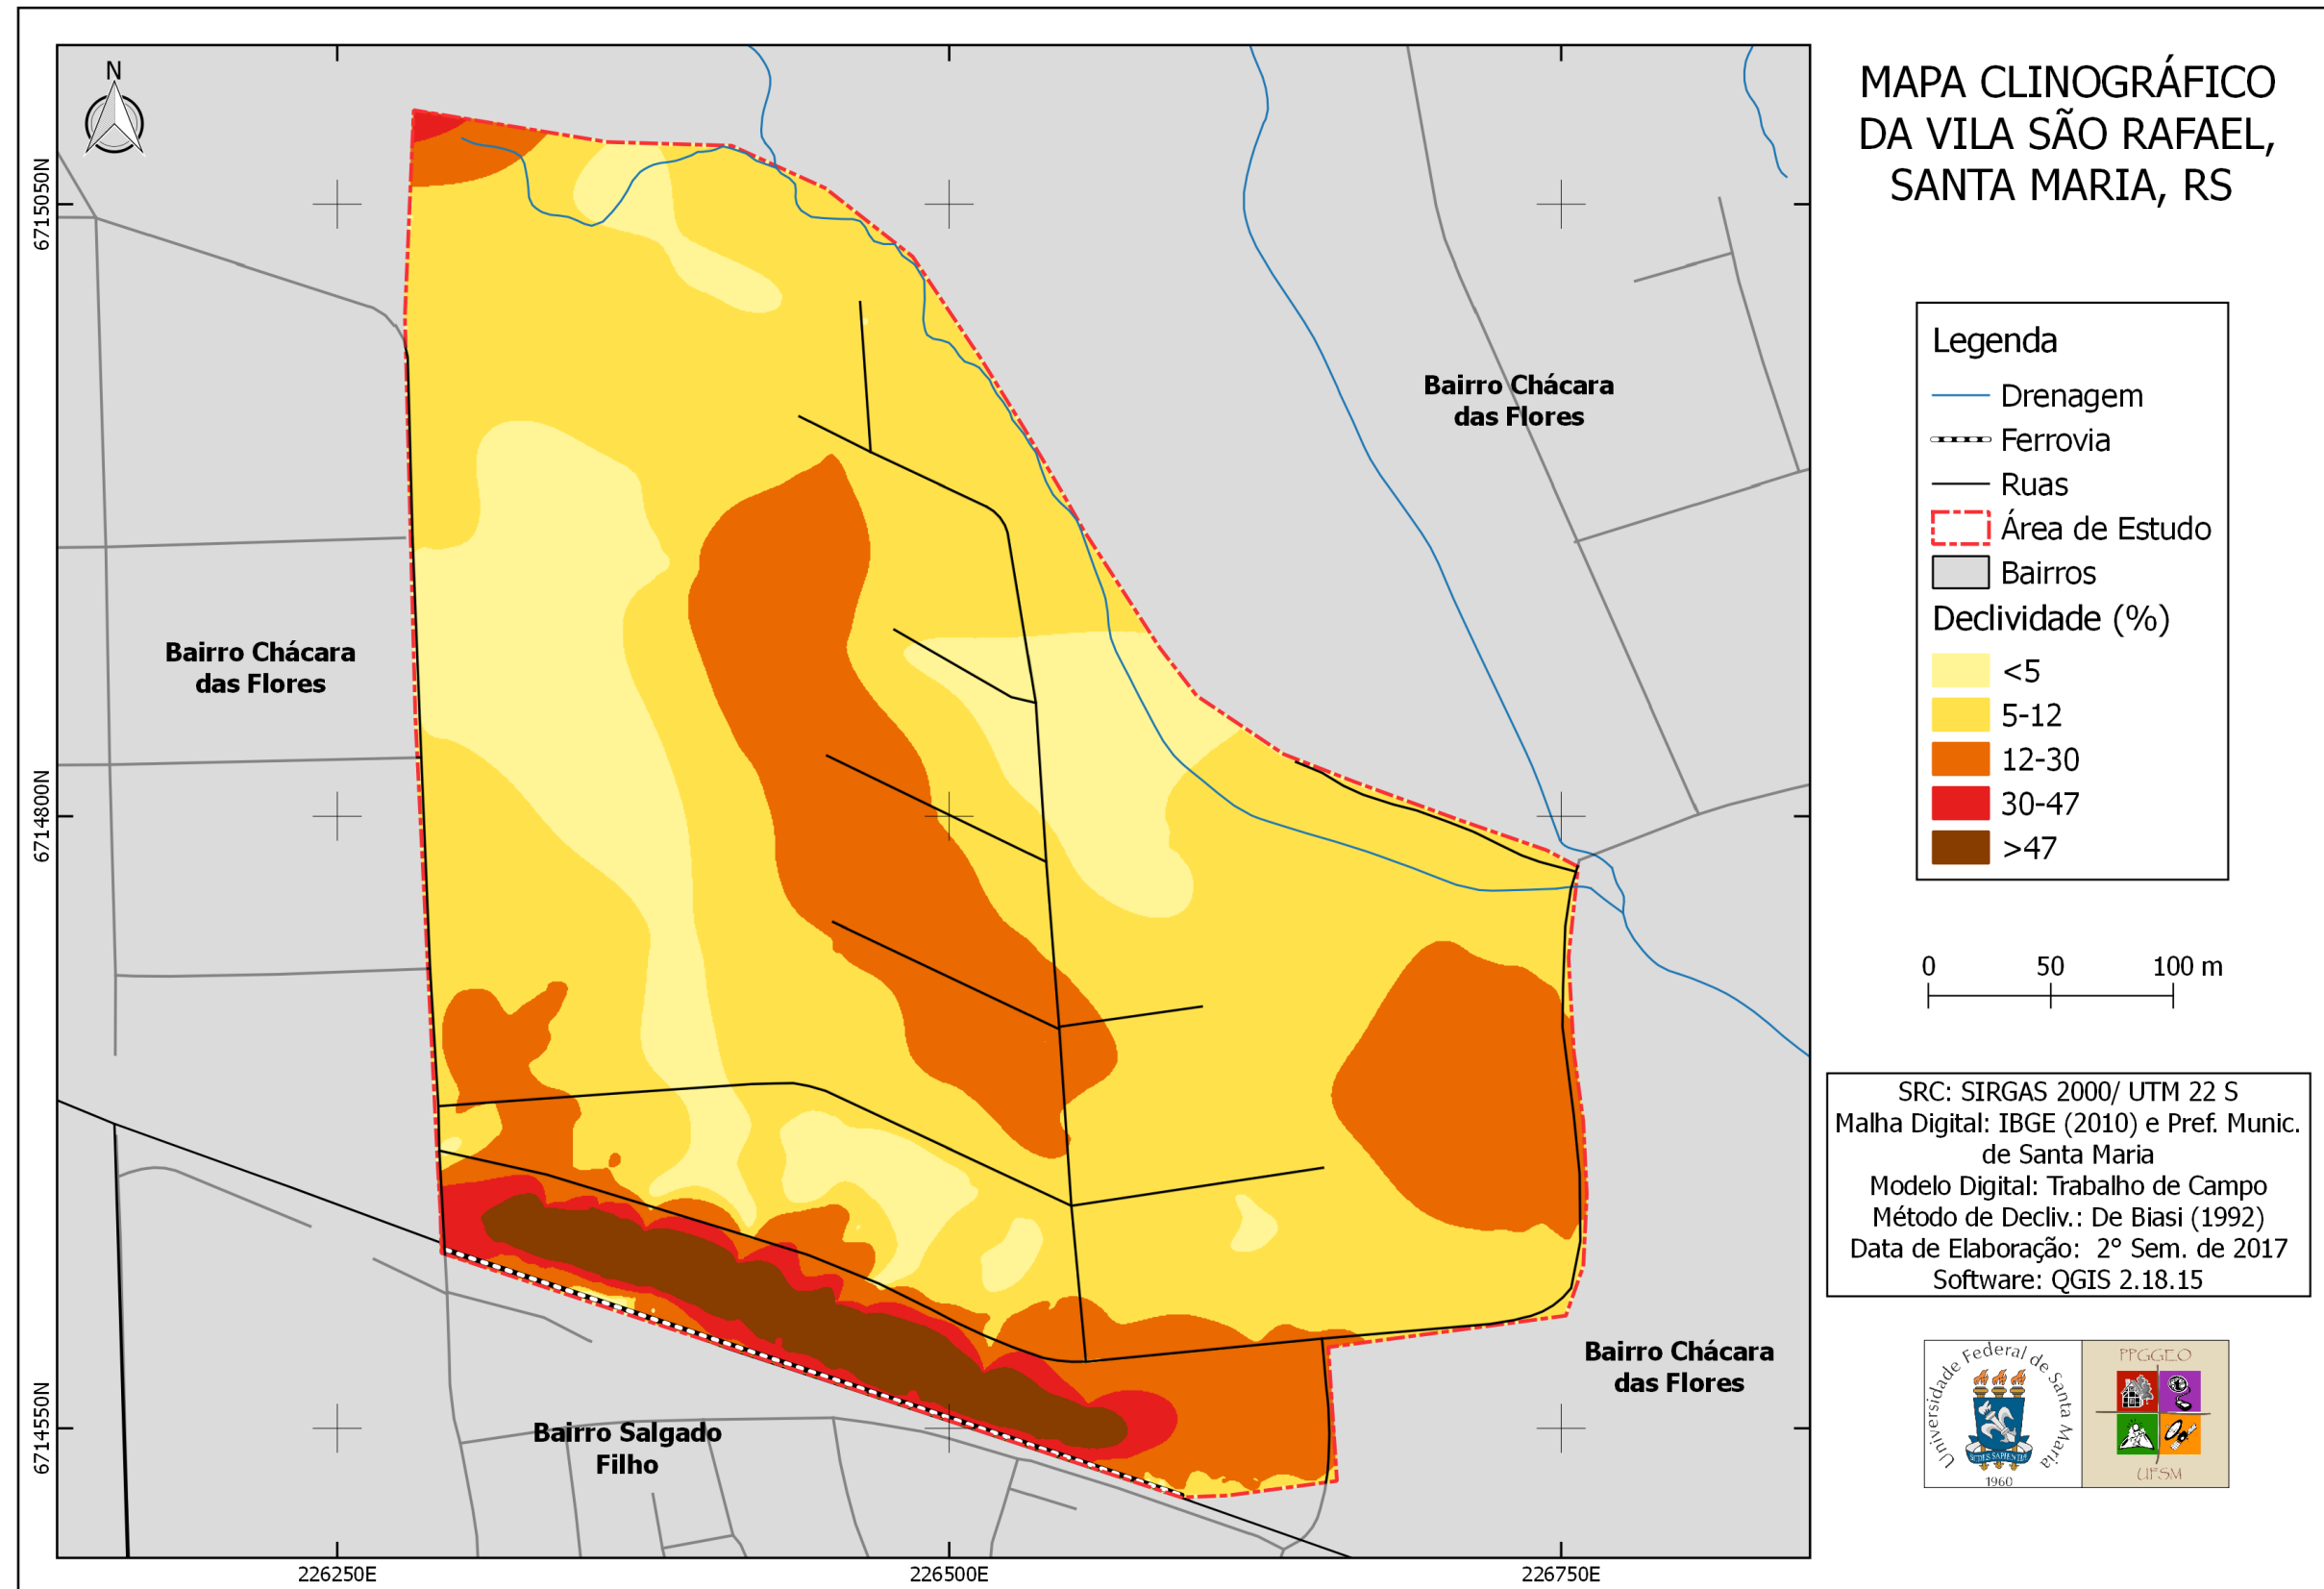 MAPA CLINOGRÁFICO
DA VILA SÃO RAFAEL,
SANTA MARIA, RS
N
6715050N
6714800N
6714550N
226250E
226500E
226750E
Bairro Chácara
das Flores
Bairro Chácara
das Flores
Bairro Chácara
das Flores
Bairro Salgado
Filho
Legenda
Drenagem
Ferrovia
Ruas
Área de Estudo
Bairros
Declividade (%)
<5
5-12
12-30
30-47
>47
0 50 100 m
SRC: SIRGAS 2000/ UTM 22 S
Malha Digital: IBGE (2010) e Pref. Munic.
de Santa Maria
Modelo Digital: Trabalho de Campo
Método de Decliv.: De Biasi (1992)
Data de Elaboração: 2° Sem. de 2017
Software: QGIS 2.18.15
Universidade Federal de Santa Maria
SEDES SAPIENTIAE
1960
PPGGEO
UFSM